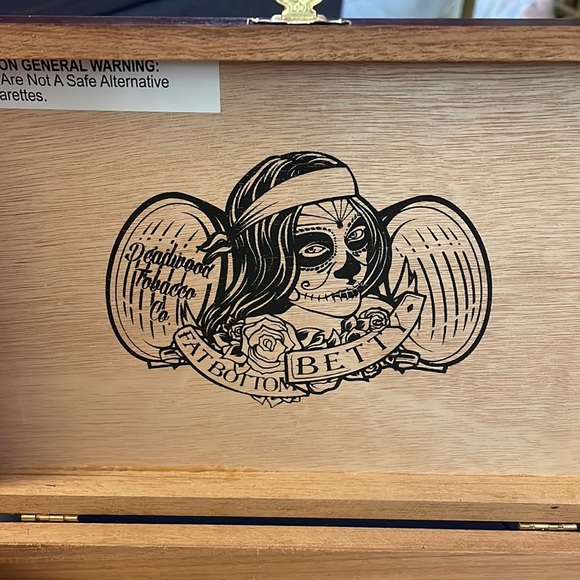 ON GENERAL WARNING:
Are Not A Safe Alternative
arettes.
Deadwood
Tobacco
Co.
FAT BOTTOM
BETT